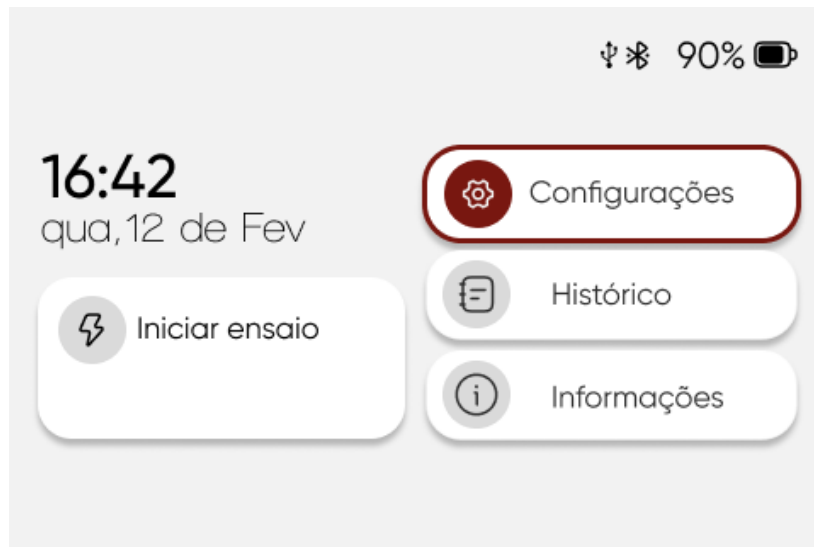 90%
16:42
qua,12 de Fev
Iniciar ensaio
Configurações
Histórico
Informações